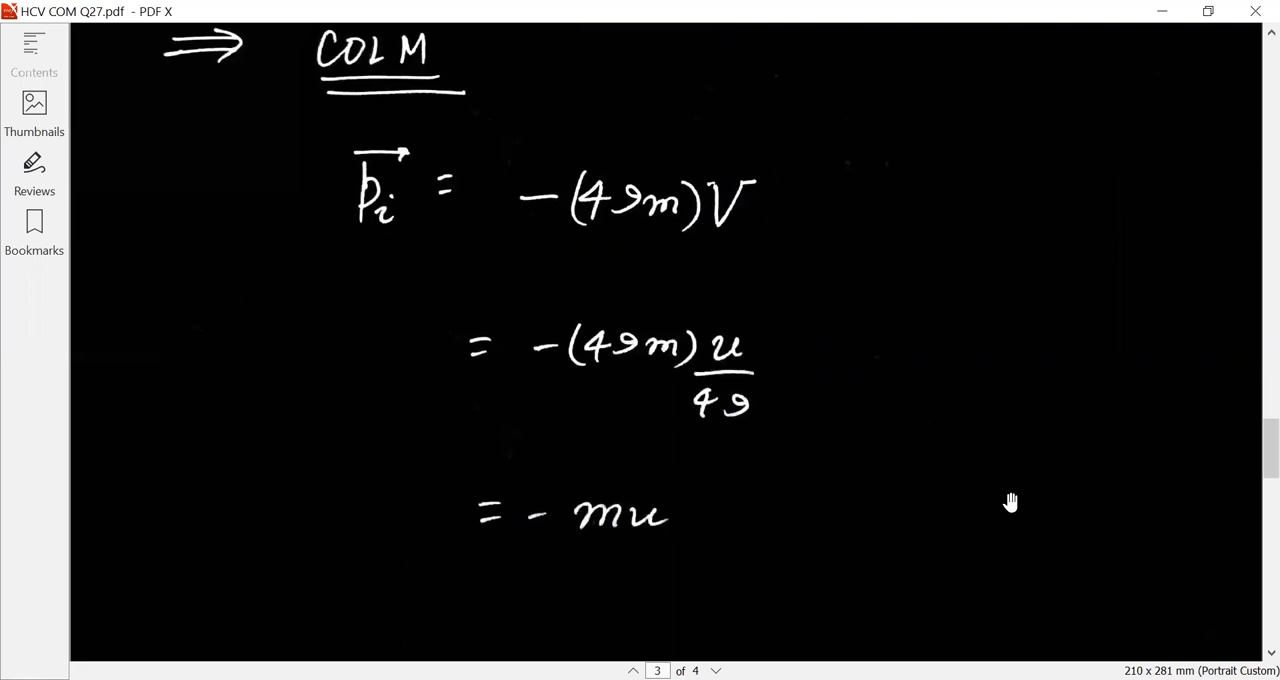 HCV COM Q27.pdf - PDF X
Contents
Thumbnails
Reviews
Bookmarks
⇒ COLM
→
pi = -(49m)V
= -(49m) u
49
= - mu
3 of 4
210 x 281 mm (Portrait Custom)